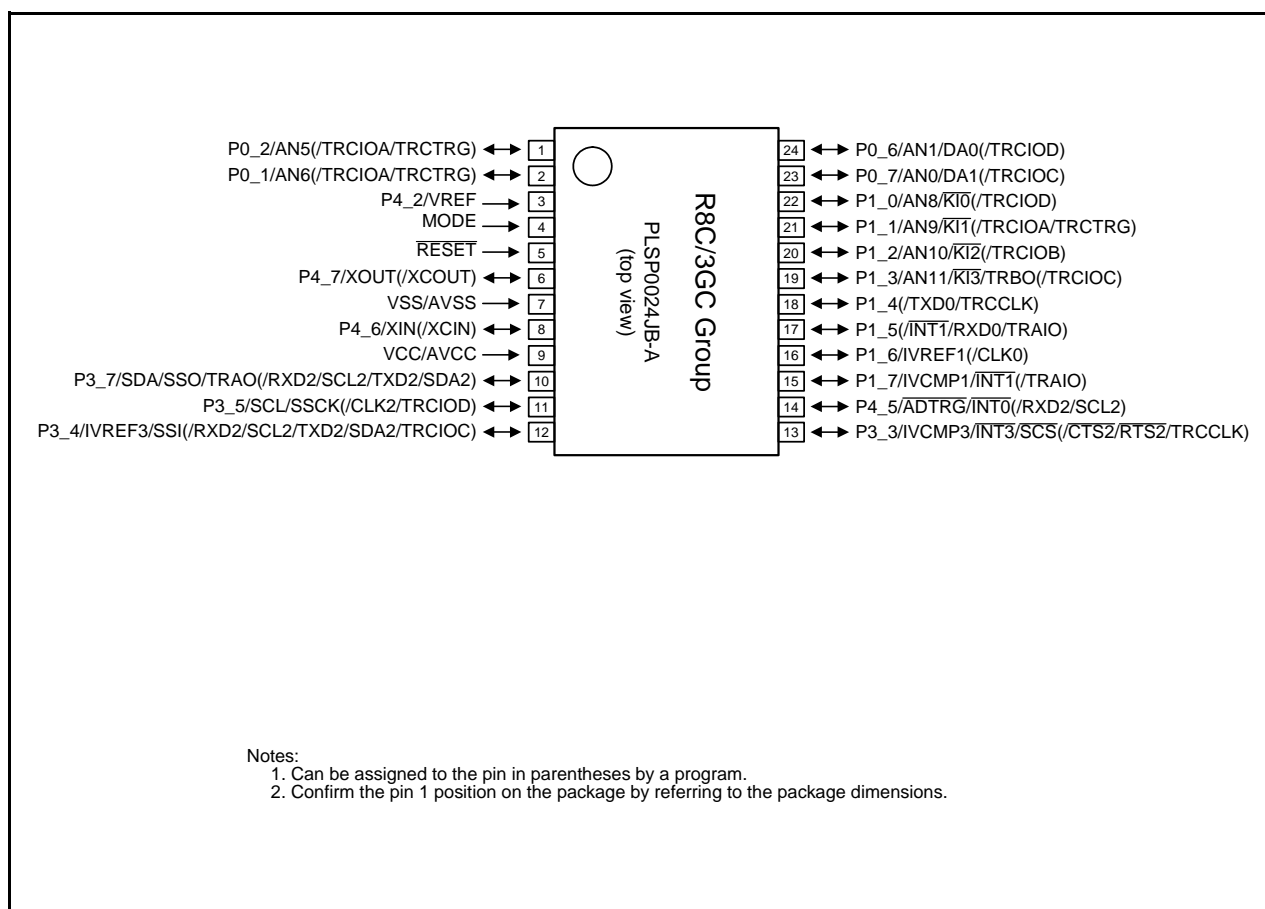 P0_2/AN5(/TRCIOA/TRCTRG)
P0_1/AN6(/TRCIOA/TRCTRG)
P4_2/VREF
MODE
RESET
P4_7/XOUT(/XCOUT)
VSS/AVSS
P4_6/XIN(/XCIN)
VCC/AVCC
P3_7/SDA/SSO/TRAO(/RXD2/SCL2/TXD2/SDA2)
P3_5/SCL/SSCK(/CLK2/TRCIOD)
P3_4/IVREF3/SSI(/RXD2/SCL2/TXD2/SDA2/TRCIOC)
1
2
3
4
5
6
7
8
9
10
11
12
R8C/3GC Group
PLSP0024JB-A
(top view)
24
23
22
21
20
19
18
17
16
15
14
13
P0_6/AN1/DA0(/TRCIOD)
P0_7/AN0/DA1(/TRCIOC)
P1_0/AN8/KI0(/TRCIOD)
P1_1/AN9/KI1(/TRCIOA/TRCTRG)
P1_2/AN10/KI2(/TRCIOB)
P1_3/AN11/KI3/TRBO(/TRCIOC)
P1_4(/TXD0/TRCCLK)
P1_5(/INT1/RXD0/TRAIO)
P1_6/IVREF1(/CLK0)
P1_7/IVCMP1/INT1(/TRAIO)
P4_5/ADTRG/INT0(/RXD2/SCL2)
P3_3/IVCMP3/INT3/SCS(/CTS2/RTS2/TRCCLK)
Notes:
1. Can be assigned to the pin in parentheses by a program.
2. Confirm the pin 1 position on the package by referring to the package dimensions.